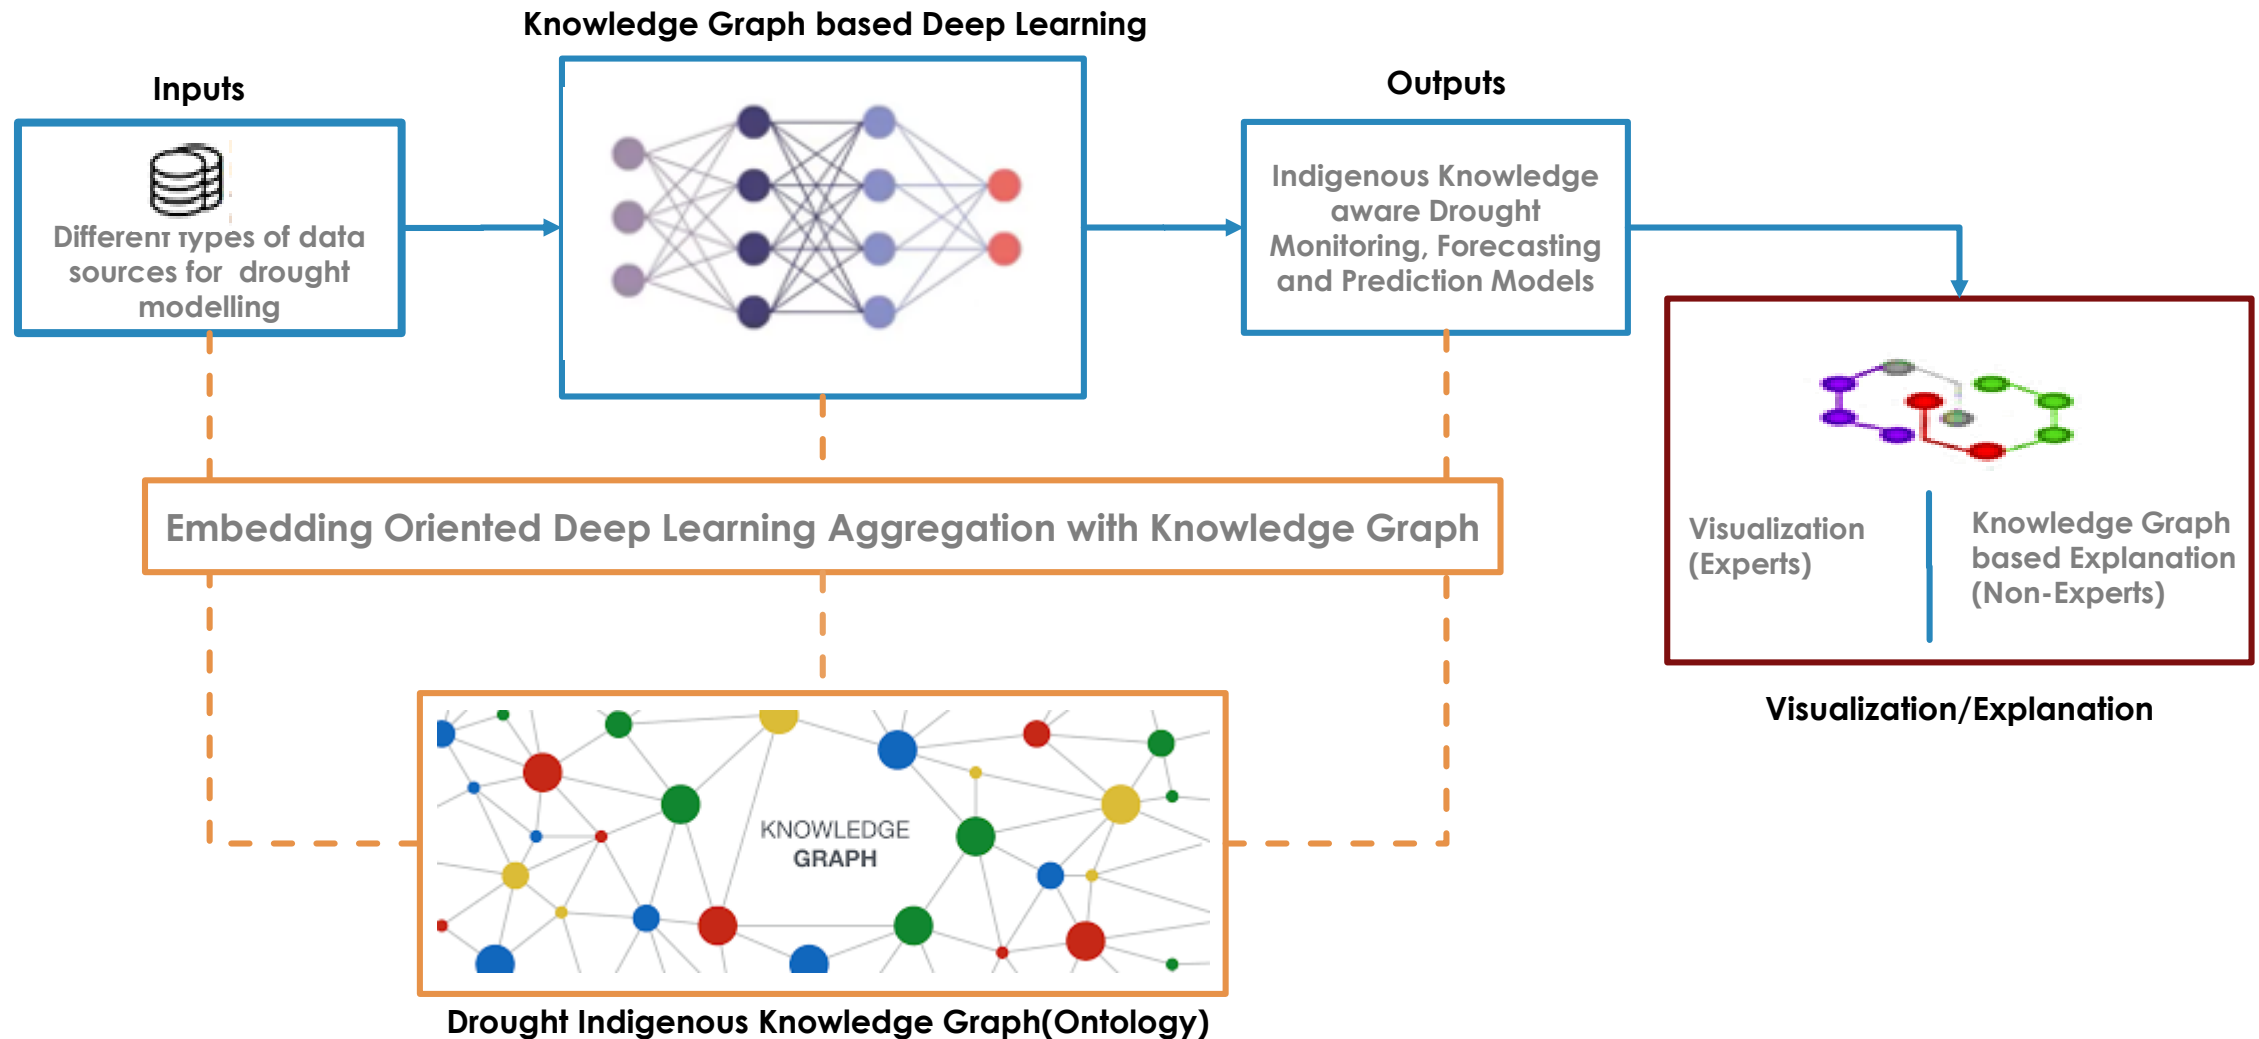 Knowledge Graph based Deep Learning
Inputs
Different types of data
sources for drought
modelling
Outputs
Indigenous Knowledge
aware Drought
Monitoring, Forecasting
and Prediction Models
Embedding Oriented Deep Learning Aggregation with Knowledge Graph
Visualization
(Experts)
Knowledge Graph
based Explanation
(Non-Experts)
Visualization/Explanation
KNOWLEDGE
GRAPH
Drought Indigenous Knowledge Graph(Ontology)